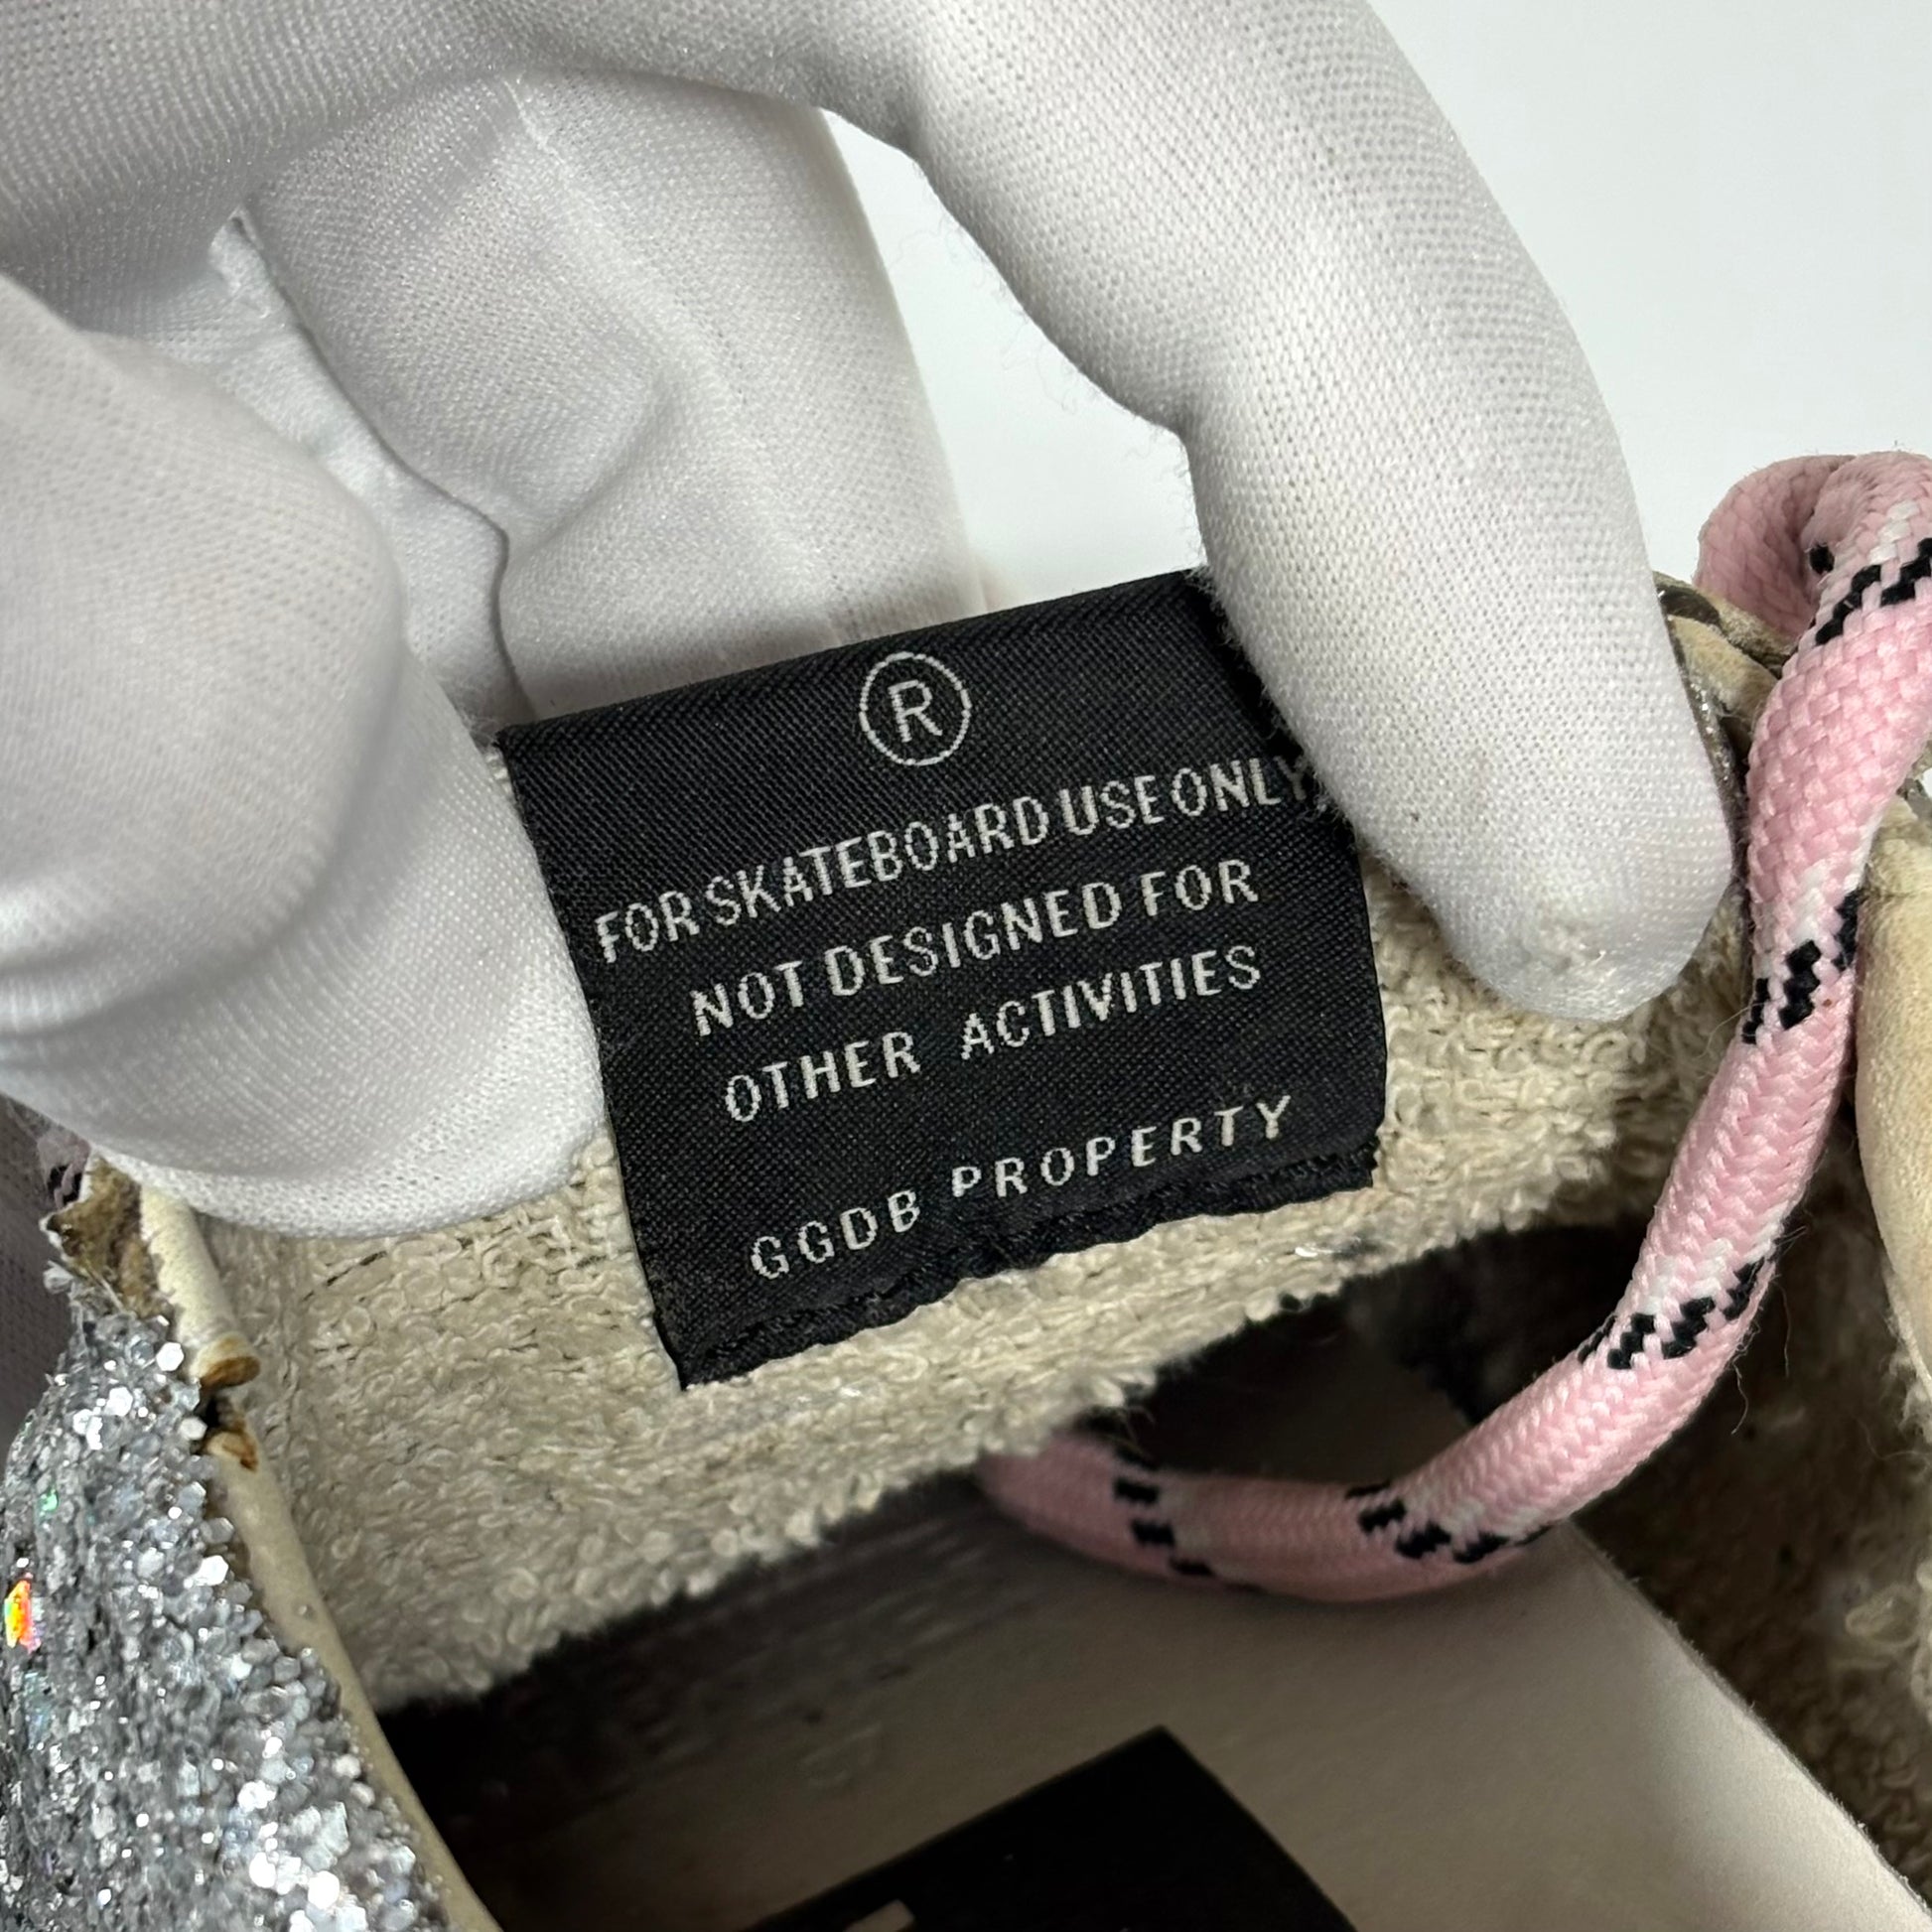 ®
FOR SKATEBOARD USE ONLY,
NOT DESIGNED FOR
OTHER ACTIVITIES
GGDB PROPERTY